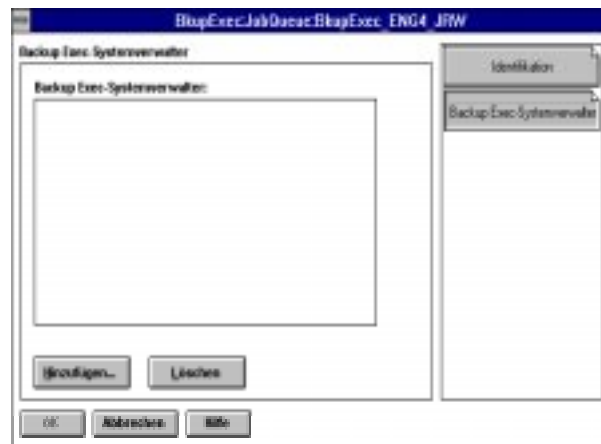 BkupExec:JobQueue:BkupExec_ENG4_JRW
Backup Exec-Systemverwalter
Backup Exec-Systemverwalter:
Hinzufügen...
Löschen
OK
Abbrechen
Hilfe
Identifikation
Backup Exec-Systemverwalter